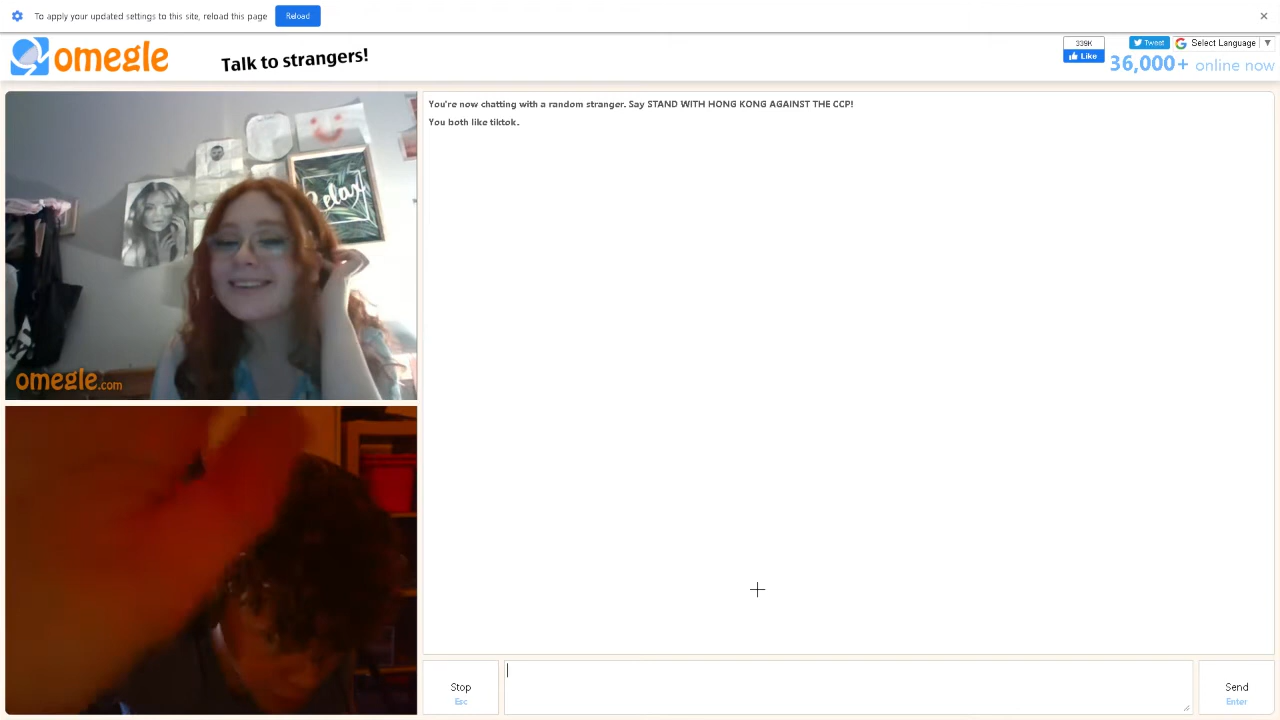 To apply your updated settings to this site, reload this page
Reload
omegle
Talk to strangers!
339K
Like
Tweet
Select Language
36,000+ online now
You're now chatting with a random stranger. Say STAND WITH HONG KONG AGAINST THE CCP!
You both like tiktok.
Relax
omegle.com
Stop
Esc
Send
Enter